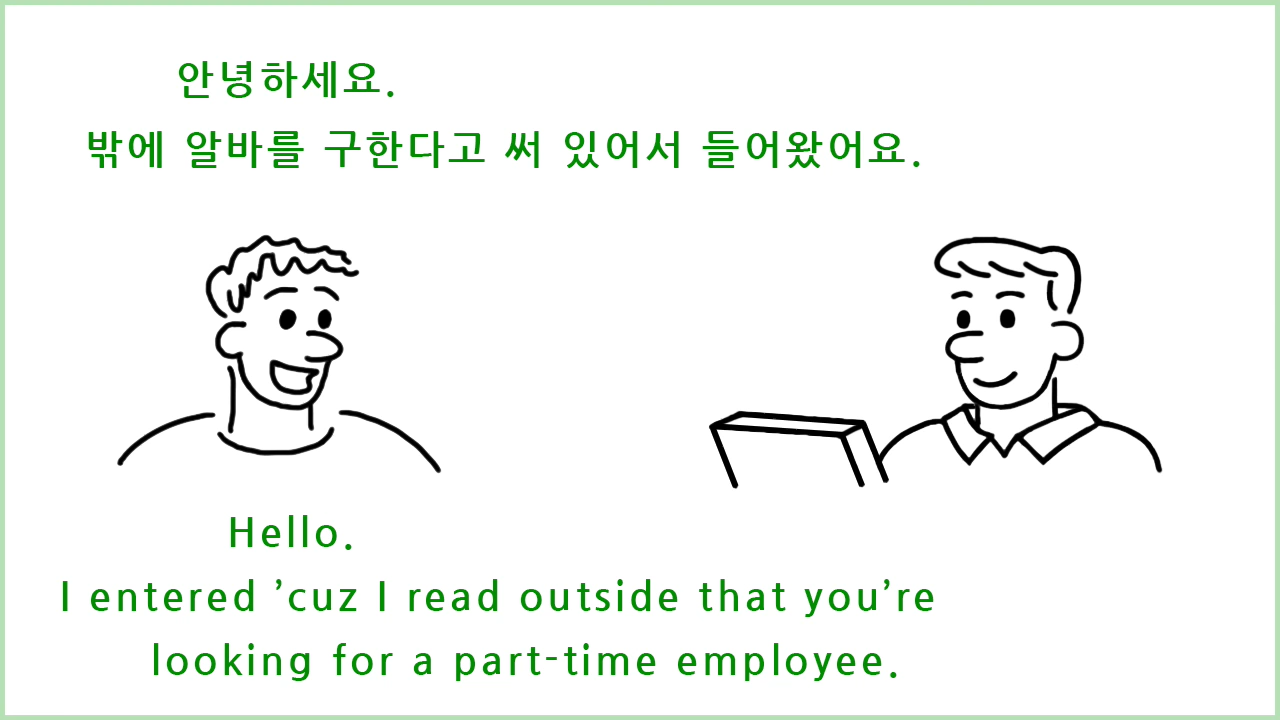 안녕하세요.
밖에 알바를 구한다고 써 있어서 들어왔어요.
Hello.
I entered ’cuz I read outside that you’re
looking for a part-time employee.